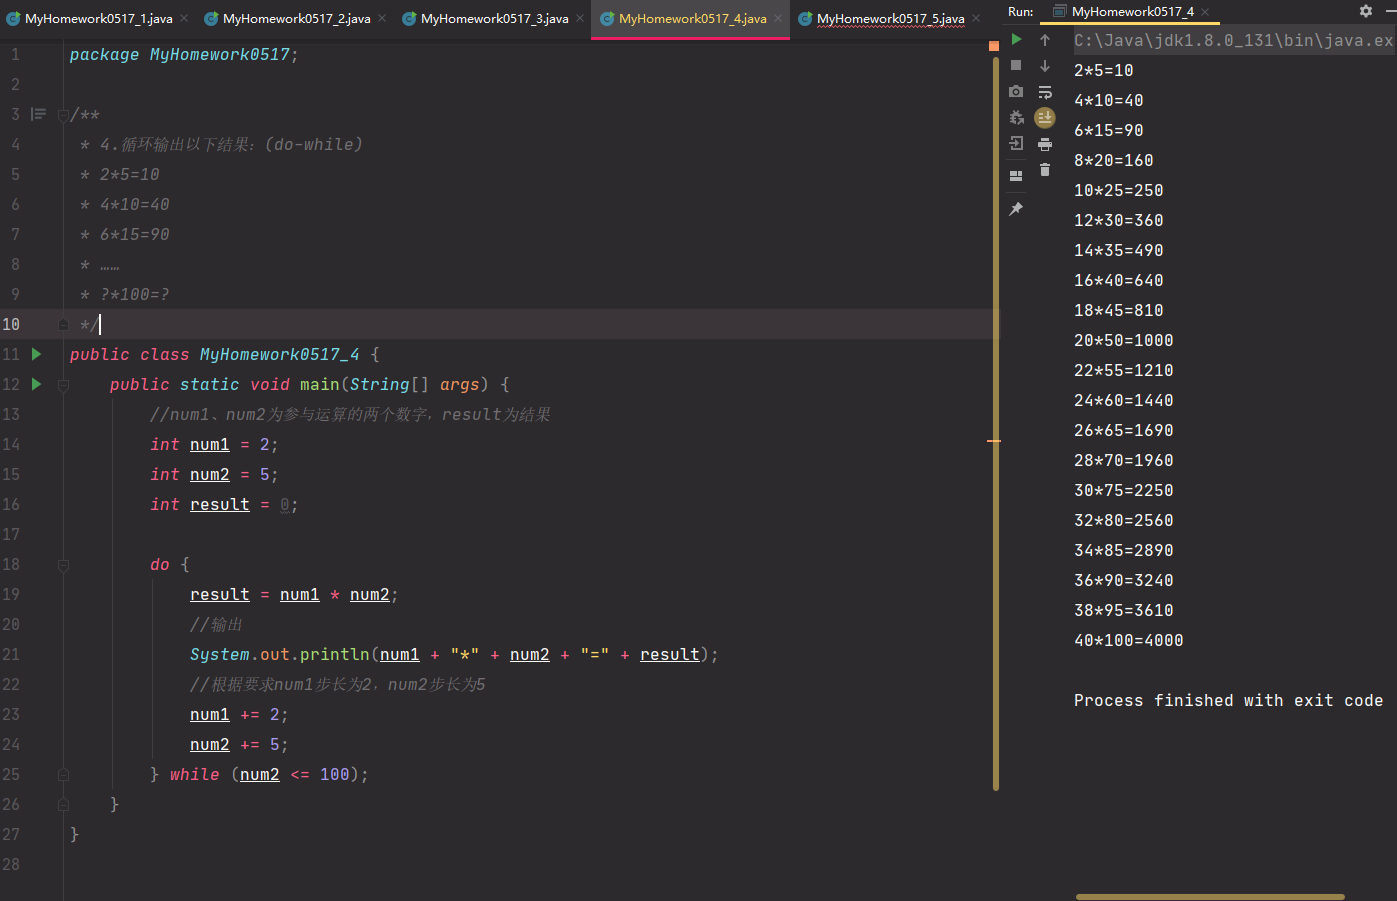 MyHomework0517_1.java MyHomework0517_2.java MyHomework0517_3.java MyHomework0517_4.java MyHomework0517_5.java
1 package MyHomework0517;
2
3 /**
4 * 4.循环输出以下结果：(do-while)
5 * 2*5=10
6 * 4*10=40
7 * 6*15=90
8 * ……
9 * ?*100=?
10 */
11 public class MyHomework0517_4 {
12 public static void main(String[] args) {
13 //num1、num2为参与运算的两个数字，result为结果
14 int num1 = 2;
15 int num2 = 5;
16 int result = 0;
17
18 do {
19 result = num1 * num2;
20 //输出
21 System.out.println(num1 + "*" + num2 + "=" + result);
22 //根据要求num1步长为2，num2步长为5
23 num1 += 2;
24 num2 += 5;
25 } while (num2 <= 100);
26 }
27 }
28
Run: MyHomework0517_4
C:\Java\jdk1.8.0_131\bin\java.ex
2*5=10
4*10=40
6*15=90
8*20=160
10*25=250
12*30=360
14*35=490
16*40=640
18*45=810
20*50=1000
22*55=1210
24*60=1440
26*65=1690
28*70=1960
30*75=2250
32*80=2560
34*85=2890
36*90=3240
38*95=3610
40*100=4000
Process finished with exit code